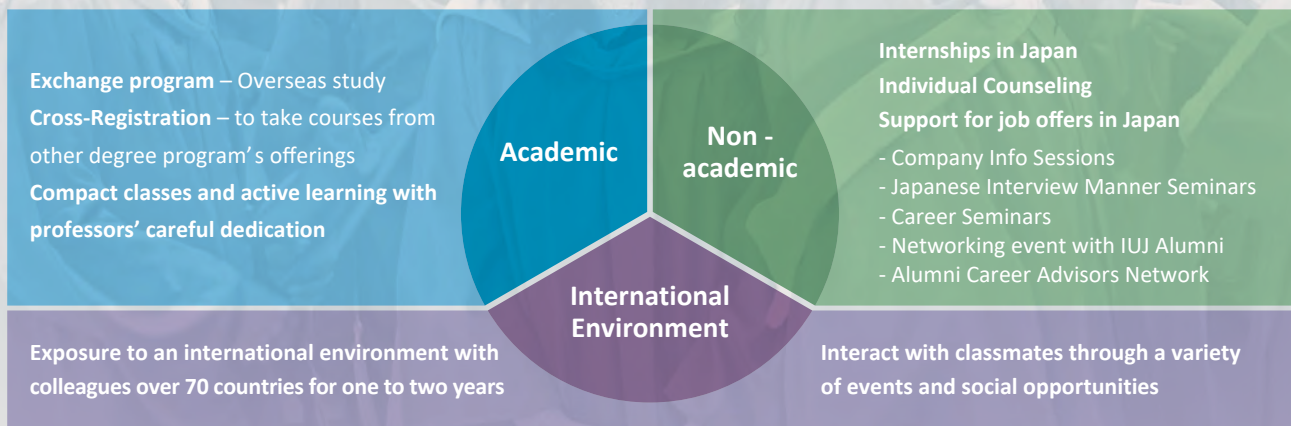 Exchange program – Overseas study
Cross-Registration – to take courses from
other degree program's offerings
Compact classes and active learning with
professors' careful dedication
Academic
Non -
academic
Internships in Japan
Individual Counseling
Support for job offers in Japan
- Company Info Sessions
- Japanese Interview Manner Seminars
- Career Seminars
- Networking event with IUJ Alumni
- Alumni Career Advisors Network
International
Environment
Exposure to an international environment with
colleagues over 70 countries for one to two years
Interact with classmates through a variety
of events and social opportunities